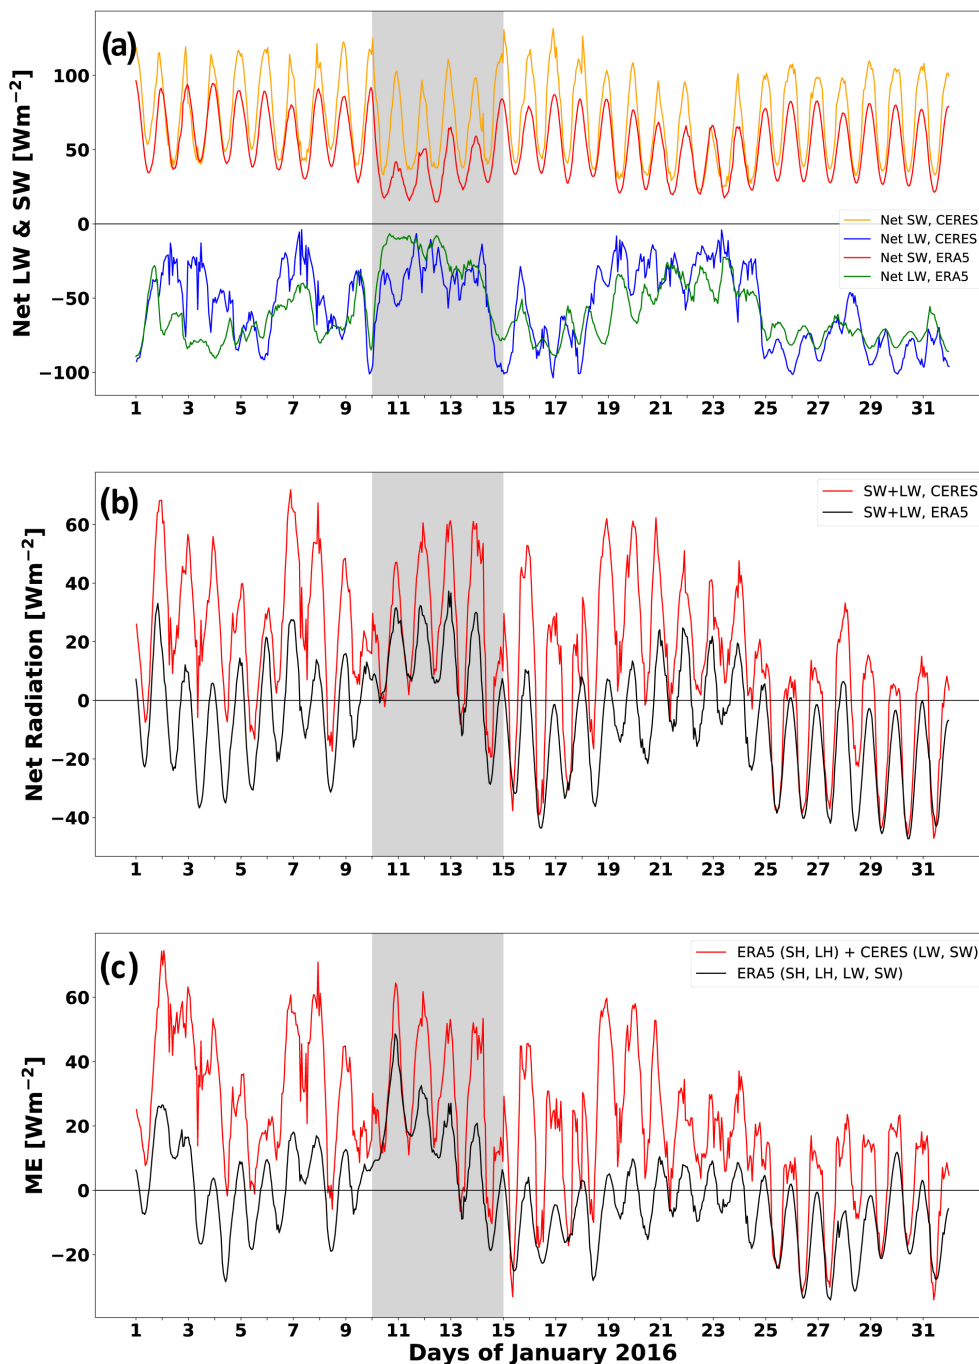 (a)
Net LW & SW [Wm⁻²]
100
50
0
−50
−100
Net SW, CERES
Net LW, CERES
Net SW, ERA5
Net LW, ERA5
1 3 5 7 9 11 13 15 17 19 21 23 25 27 29 31
(b)
Net Radiation [Wm⁻²]
60
40
20
0
−20
−40
SW+LW, CERES
SW+LW, ERA5
1 3 5 7 9 11 13 15 17 19 21 23 25 27 29 31
(c)
ME [Wm⁻²]
60
40
20
0
−20
ERA5 (SH, LH) + CERES (LW, SW)
ERA5 (SH, LH, LW, SW)
1 3 5 7 9 11 13 15 17 19 21 23 25 27 29 31
Days of January 2016